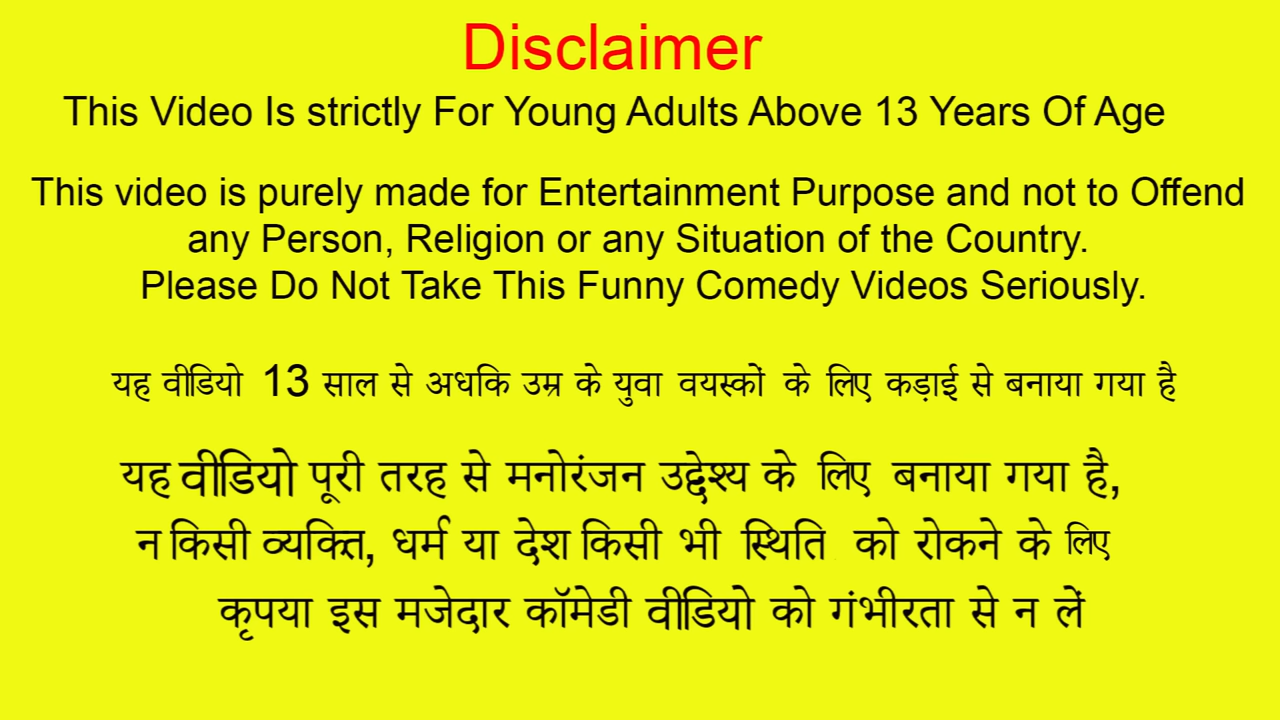 Disclaimer
This Video Is strictly For Young Adults Above 13 Years Of Age
This video is purely made for Entertainment Purpose and not to Offend
any Person, Religion or any Situation of the Country.
Please Do Not Take This Funny Comedy Videos Seriously.
यह वीडियो 13 साल से अधकि उम्र के युवा वयस्कों के लिए कड़ाई से बनाया गया है
यह वीडियो पूरी तरह से मनोरंजन उद्देश्य के लिए बनाया गया है,
न किसी व्यक्ति, धर्म या देश किसी भी स्थिति को रोकने के लिए
कृपया इस मजेदार कॉमेडी वीडियो को गंभीरता से न लें